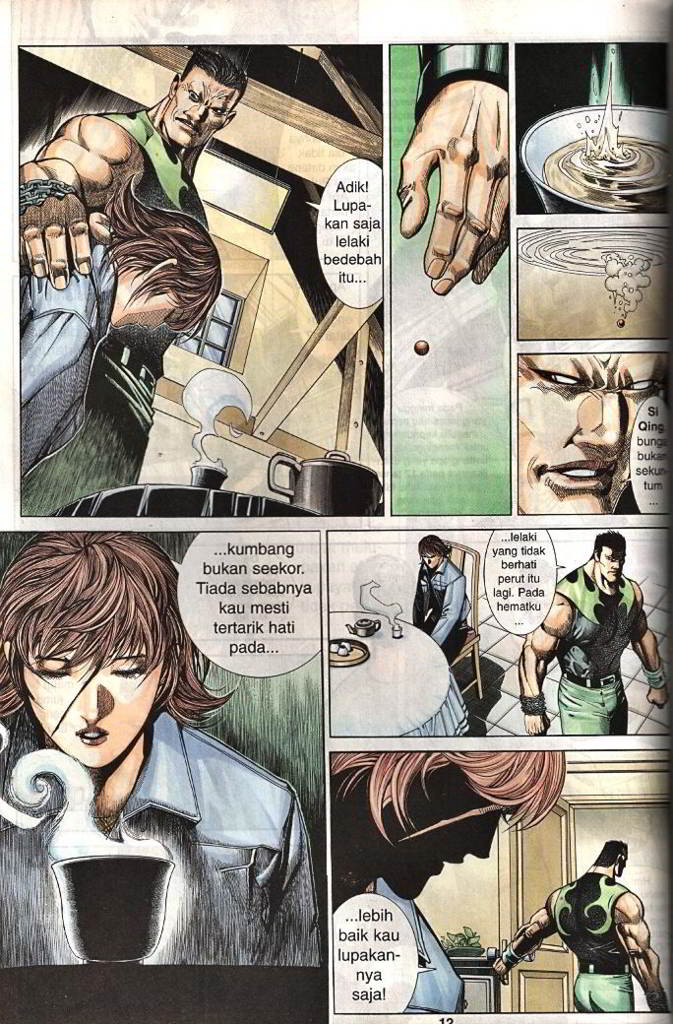 Adik!
Lupa-
kan saja
lelaki
bedebah
itu...
Si
Qing,
bunga
bukan
sekun-
tum
...
...kumbang
bukan seekor.
Tiada sebabnya
kau mesti
tertarik hati
pada...
...lelaki
yang tidak
berhati
perut itu
lagi. Pada
hematku
...
...lebih
baik kau
lupakan-
nya
saja!